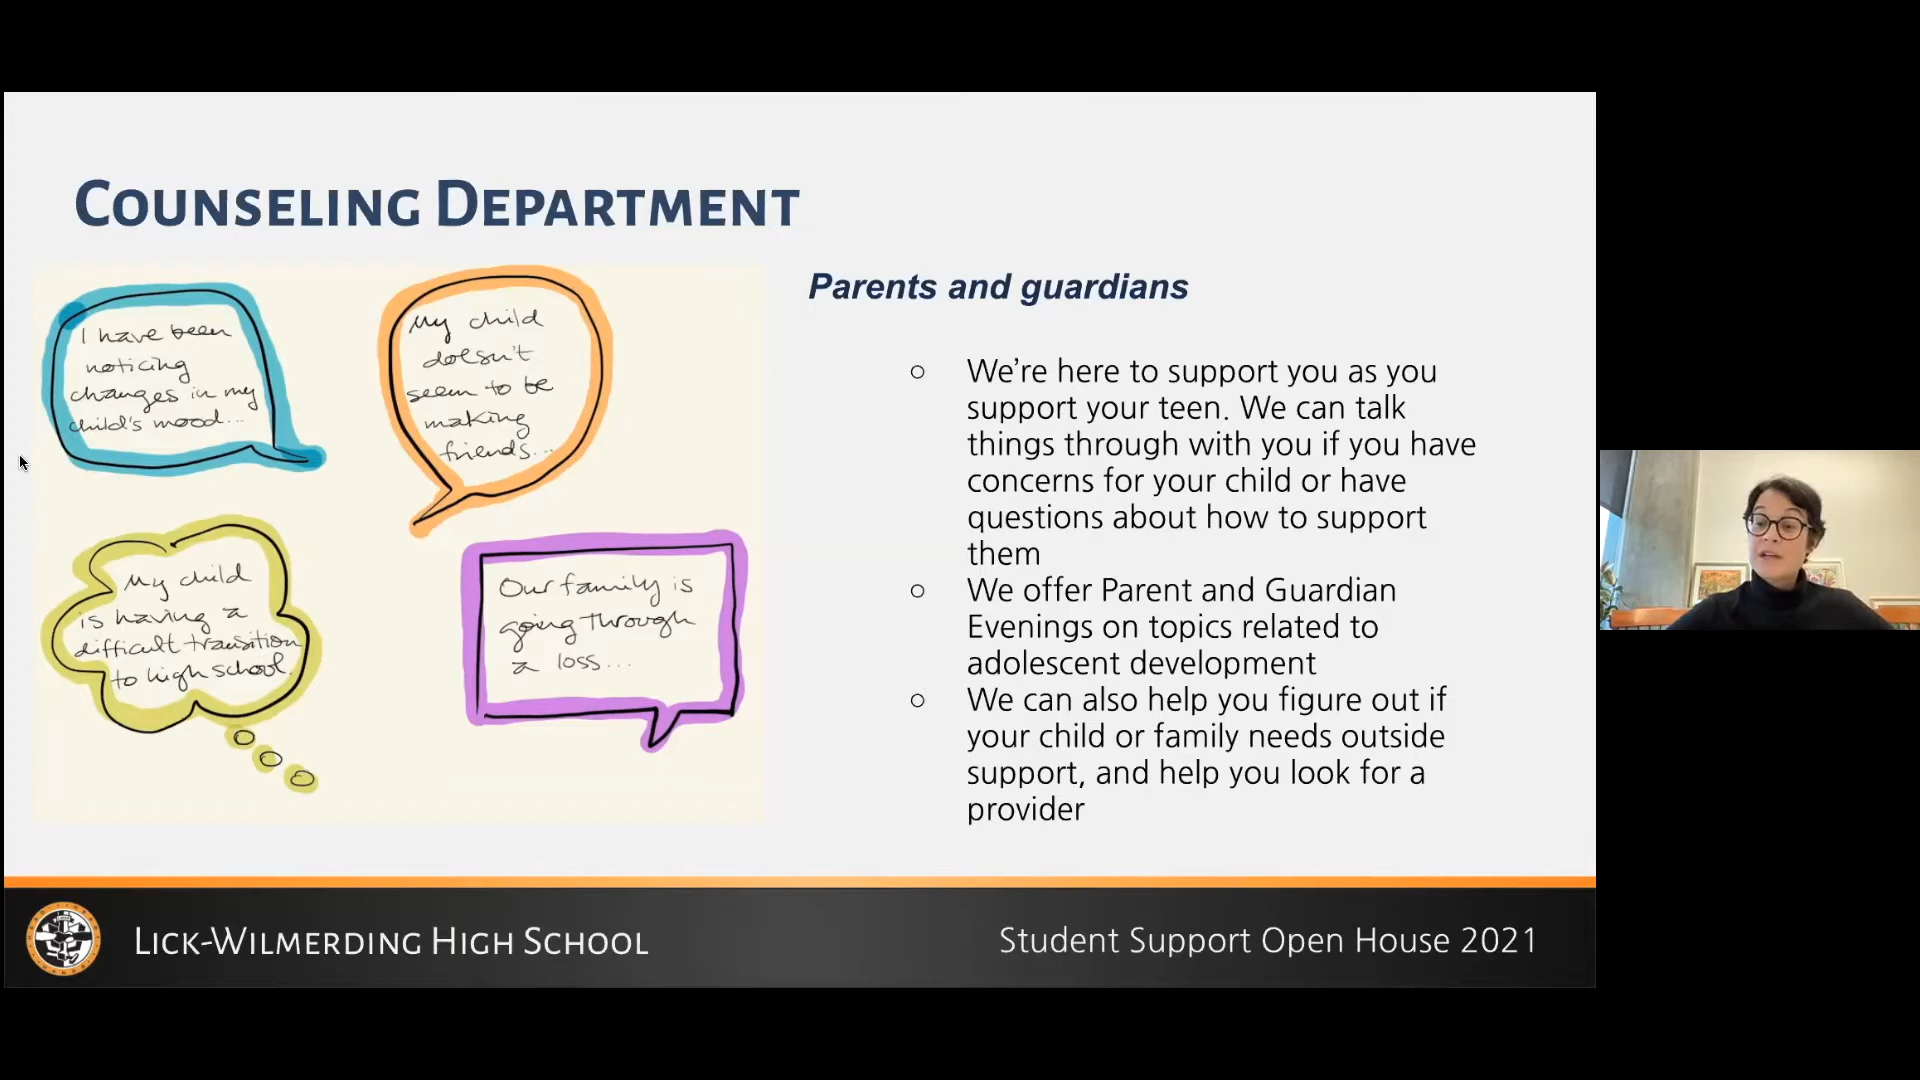 COUNSELING DEPARTMENT
I have been
noticing
changes in my
child's mood...
My child
doesn't
seem to be
making
friends...
My child
is having a
difficult transition
to high school.
Our family is
going through
a loss...
Parents and guardians
We're here to support you as you
support your teen. We can talk
things through with you if you have
concerns for your child or have
questions about how to support
them
We offer Parent and Guardian
Evenings on topics related to
adolescent development
We can also help you figure out if
your child or family needs outside
support, and help you look for a
provider
LICK-WILMERDING HIGH SCHOOL
Student Support Open House 2021